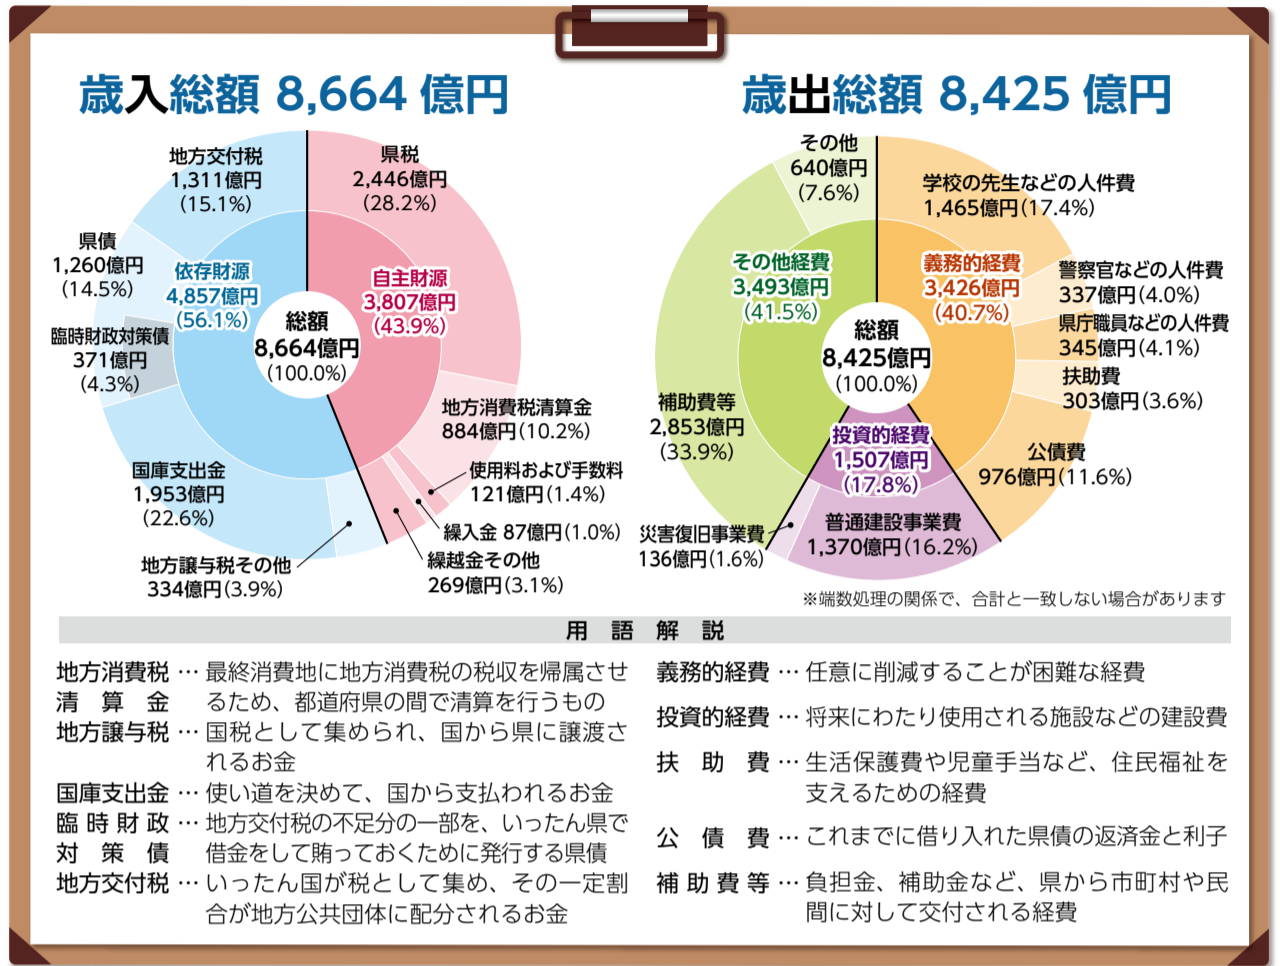 歳入総額 8,664 億円
地方交付税
1,311億円
(15.1%)
県税
2,446億円
(28.2%)
県債
1,260億円
(14.5%)
依存財源
4,857億円
(56.1%)
自主財源
3,807億円
(43.9%)
総額
8,664億円
(100.0%)
臨時財政対策債
371億円
(4.3%)
地方消費税清算金
884億円(10.2%)
国庫支出金
1,953億円
(22.6%)
使用料および手数料
121億円(1.4%)
繰入金 87億円(1.0%)
地方譲与税その他
334億円(3.9%)
繰越金その他
269億円(3.1%)
歳出総額 8,425 億円
その他
640億円
(7.6%)
学校の先生などの人件費
1,465億円(17.4%)
その他経費
3,493億円
(41.5%)
義務的経費
3,426億円
(40.7%)
警察官などの人件費
337億円(4.0%)
県庁職員などの人件費
345億円(4.1%)
総額
8,425億円
(100.0%)
扶助費
303億円(3.6%)
補助費等
2,853億円
(33.9%)
投資的経費
1,507億円
(17.8%)
公債費
976億円(11.6%)
災害復旧事業費
136億円(1.6%)
普通建設事業費
1,370億円(16.2%)
※端数処理の関係で、合計と一致しない場合があります
用 語 解 説
地方消費税 … 最終消費地に地方消費税の税収を帰属させ
清 算 金 るため、都道府県の間で清算を行うもの
地方譲与税 … 国税として集められ、国から県に譲渡さ
れるお金
国庫支出金 … 使い道を決めて、国から支払われるお金
臨時財政 … 地方交付税の不足分の一部を、いったん県で
対 策 債 借金をして賄っておくために発行する県債
地方交付税 … いったん国が税として集め、その一定割
合が地方公共団体に配分されるお金
義務的経費 … 任意に削減することが困難な経費
投資的経費 … 将来にわたり使用される施設などの建設費
扶 助 費 … 生活保護費や児童手当など、住民福祉を
支えるための経費
公 債 費 … これまでに借り入れた県債の返済金と利子
補助費等 … 負担金、補助金など、県から市町村や民
間に対して交付される経費